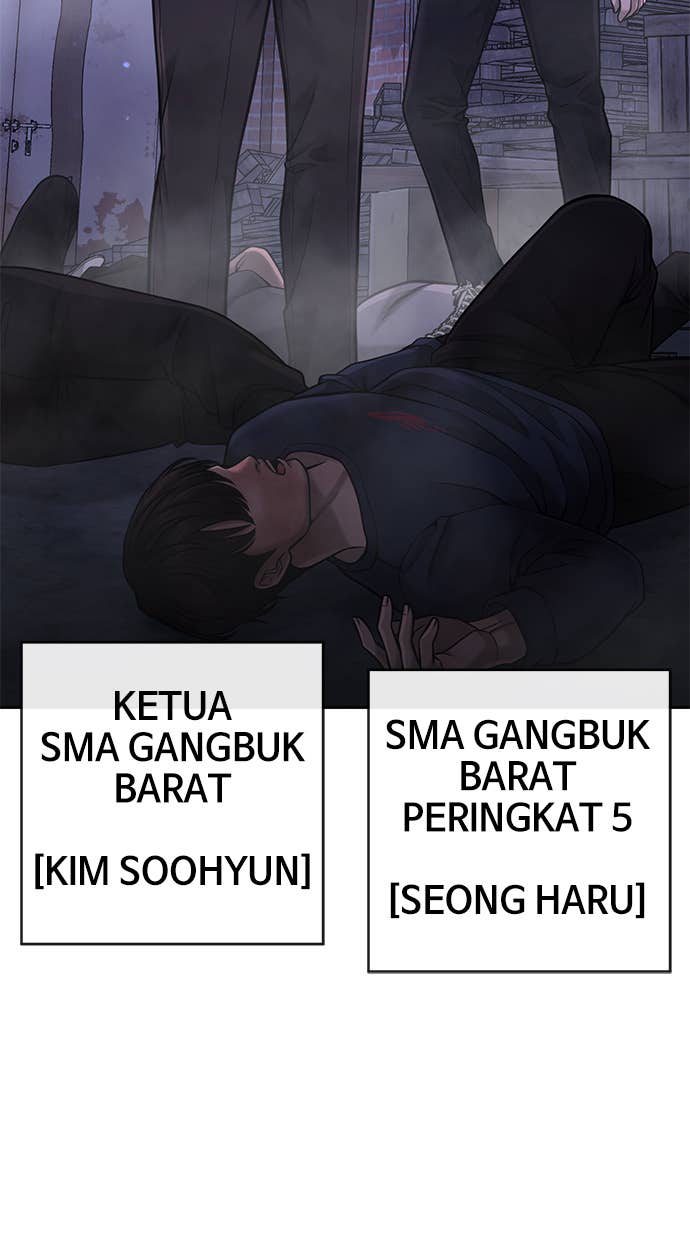 KETUA
SMA GANGBUK
BARAT
[KIM SOOHYUN]
SMA GANGBUK
BARAT
PERINGKAT 5
[SEONG HARU]